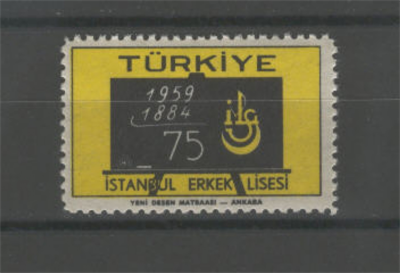 TÜRKİYE
1959
1884
75
İSTANBUL ERKEK LİSESİ
YENİ DESEN MATBAASI — ANKARA